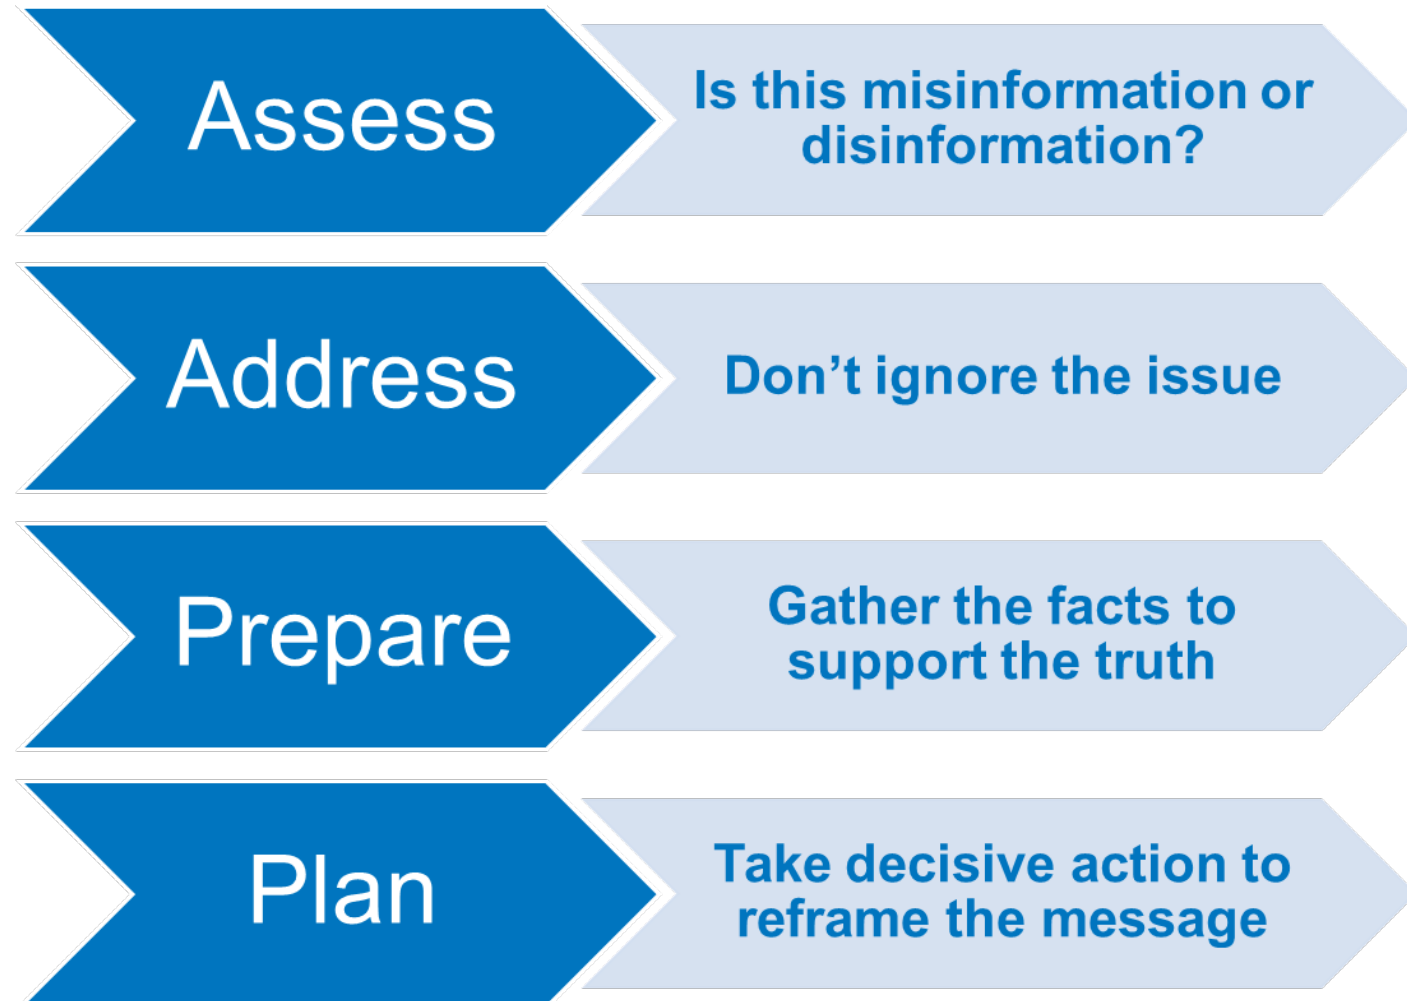 Assess
Is this misinformation or
disinformation?
Address
Don’t ignore the issue
Prepare
Gather the facts to
support the truth
Plan
Take decisive action to
reframe the message